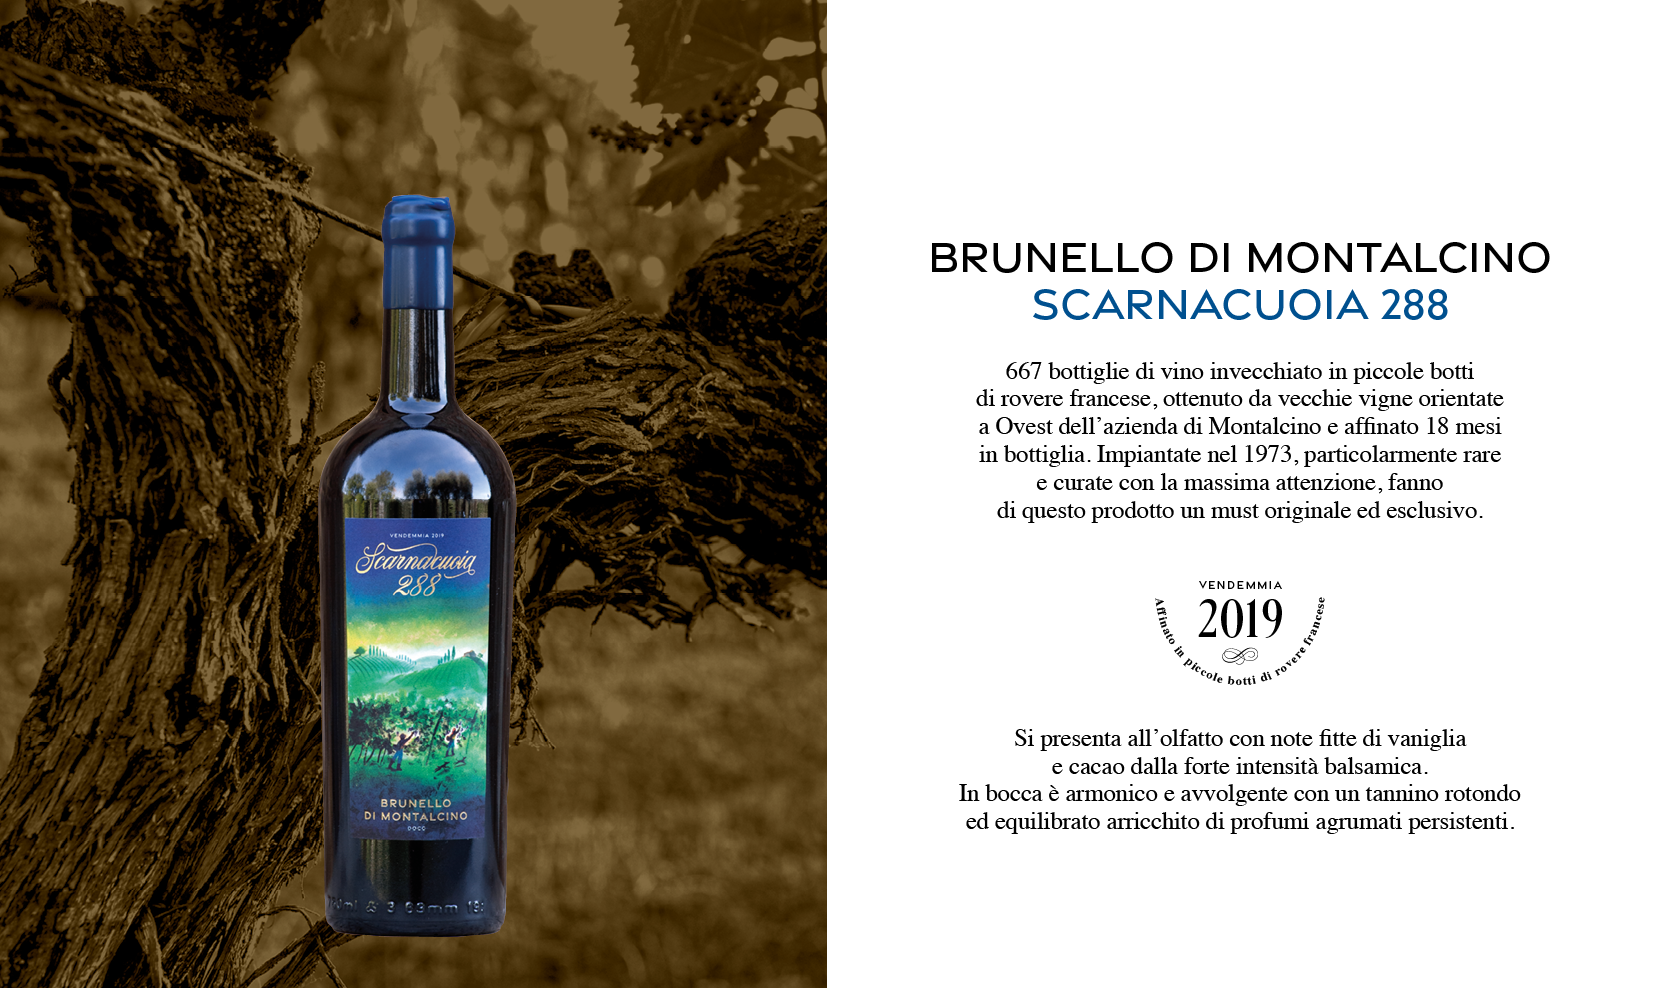 VENDEMMIA 2019
Scarnacuoia
288
BRUNELLO
DI MONTALCINO
DOCG
BRUNELLO DI MONTALCINO
SCARNACUOIA 288
667 bottiglie di vino invecchiato in piccole botti
di rovere francese, ottenuto da vecchie vigne orientate
a Ovest dell’azienda di Montalcino e affinato 18 mesi
in bottiglia. Impiantate nel 1973, particolarmente rare
e curate con la massima attenzione, fanno
di questo prodotto un must originale ed esclusivo.
VENDEMMIA
2019
Affinato in piccole botti di rovere francese
Si presenta all’olfatto con note fitte di vaniglia
e cacao dalla forte intensità balsamica.
In bocca è armonico e avvolgente con un tannino rotondo
ed equilibrato arricchito di profumi agrumati persistenti.